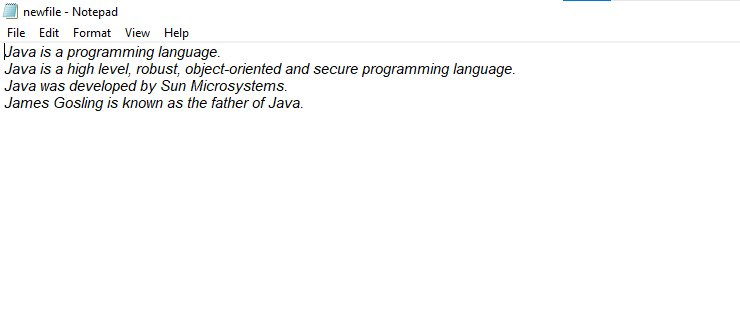 newfile - Notepad
File Edit Format View Help
Java is a programming language.
Java is a high level, robust, object-oriented and secure programming language.
Java was developed by Sun Microsystems.
James Gosling is known as the father of Java.